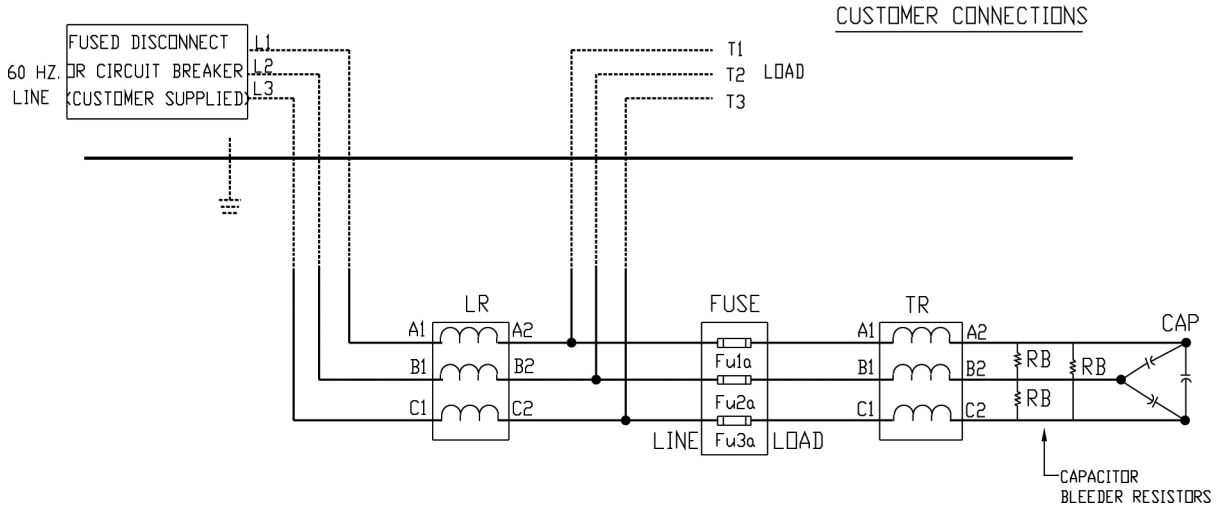 CUSTOMER CONNECTIONS
FUSED DISCONNECT
OR CIRCUIT BREAKER
(CUSTOMER SUPPLIED)
60 HZ.
LINE
L1
L2
L3
T1
T2
T3
LOAD
LR
A1
A2
B1
B2
C1
C2
FUSE
Fu1a
Fu2a
Fu3a
LINE
LOAD
TR
A1
A2
B1
B2
C1
C2
RB
RB
RB
CAP
CAPACITOR
BLEEDER RESISTORS